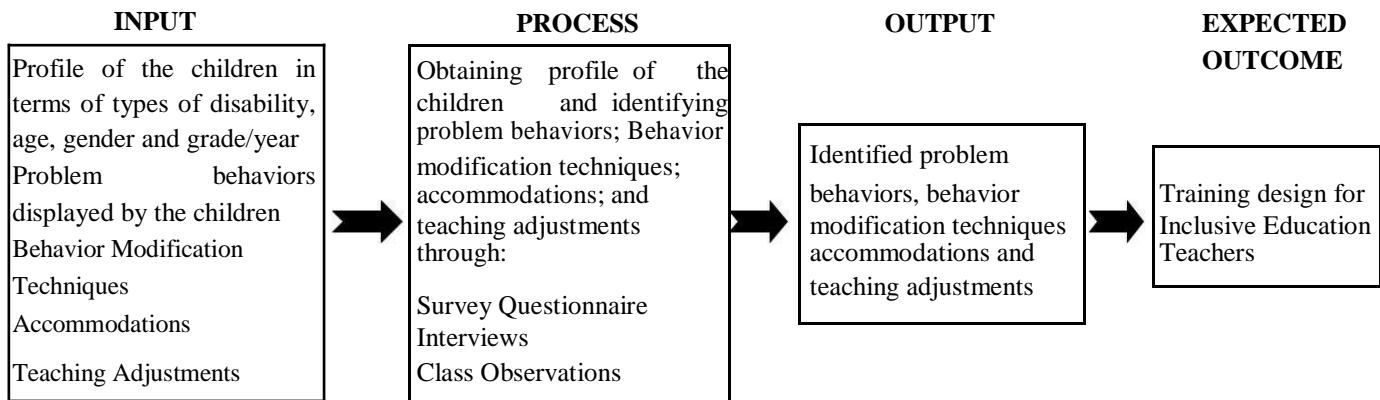 INPUT
Profile of the children in
terms of types of disability,
age, gender and grade/year
Problem behaviors
displayed by the children
Behavior Modification
Techniques
Accommodations
Teaching Adjustments
PROCESS
Obtaining profile of the
children and identifying
problem behaviors; Behavior
modification techniques;
accommodations; and
teaching adjustments
through:
Survey Questionnaire
Interviews
Class Observations
OUTPUT
Identified problem
behaviors, behavior
modification techniques
accommodations and
teaching adjustments
EXPECTED
OUTCOME
Training design for
Inclusive Education
Teachers